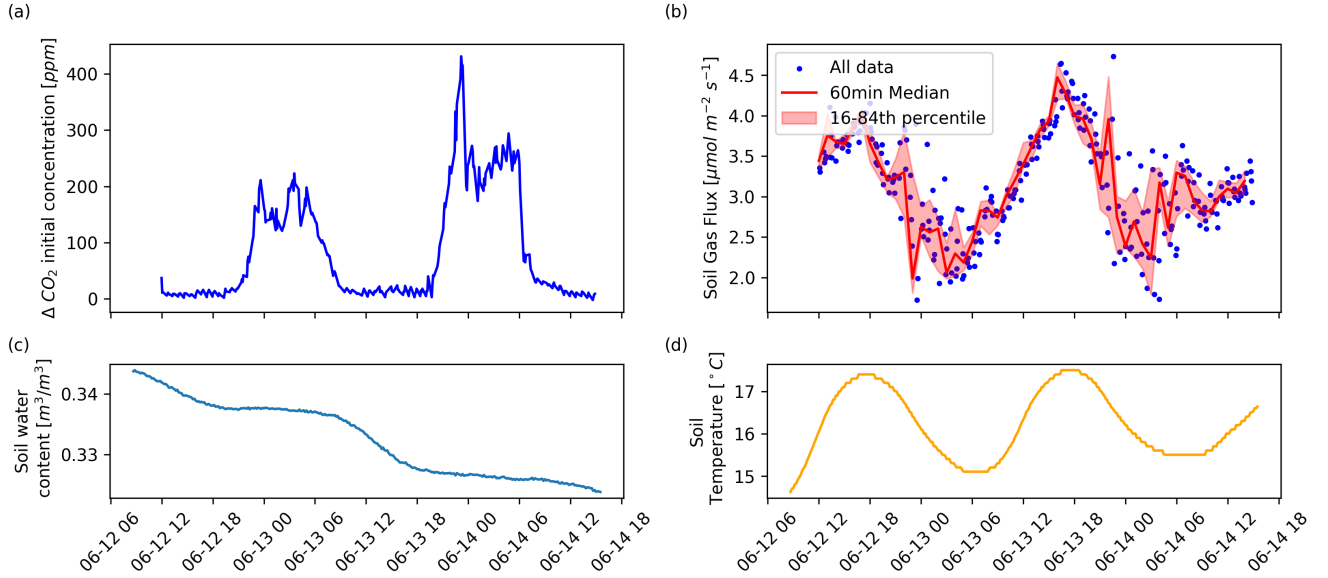 (a)
Δ CO₂ initial concentration [ppm]
400
300
200
100
0
(b)
Soil Gas Flux [μmol m⁻² s⁻¹]
4.5
4.0
3.5
3.0
2.5
2.0
All data
60min Median
16-84th percentile
(c)
Soil water
content [m³/m³]
0.34
0.33
06-12 06
06-12 12
06-12 18
06-13 00
06-13 06
06-13 12
06-13 18
06-14 00
06-14 06
06-14 12
06-14 18
(d)
Soil
Temperature [°C]
17
16
15
06-12 06
06-12 12
06-12 18
06-13 00
06-13 06
06-13 12
06-13 18
06-14 00
06-14 06
06-14 12
06-14 18